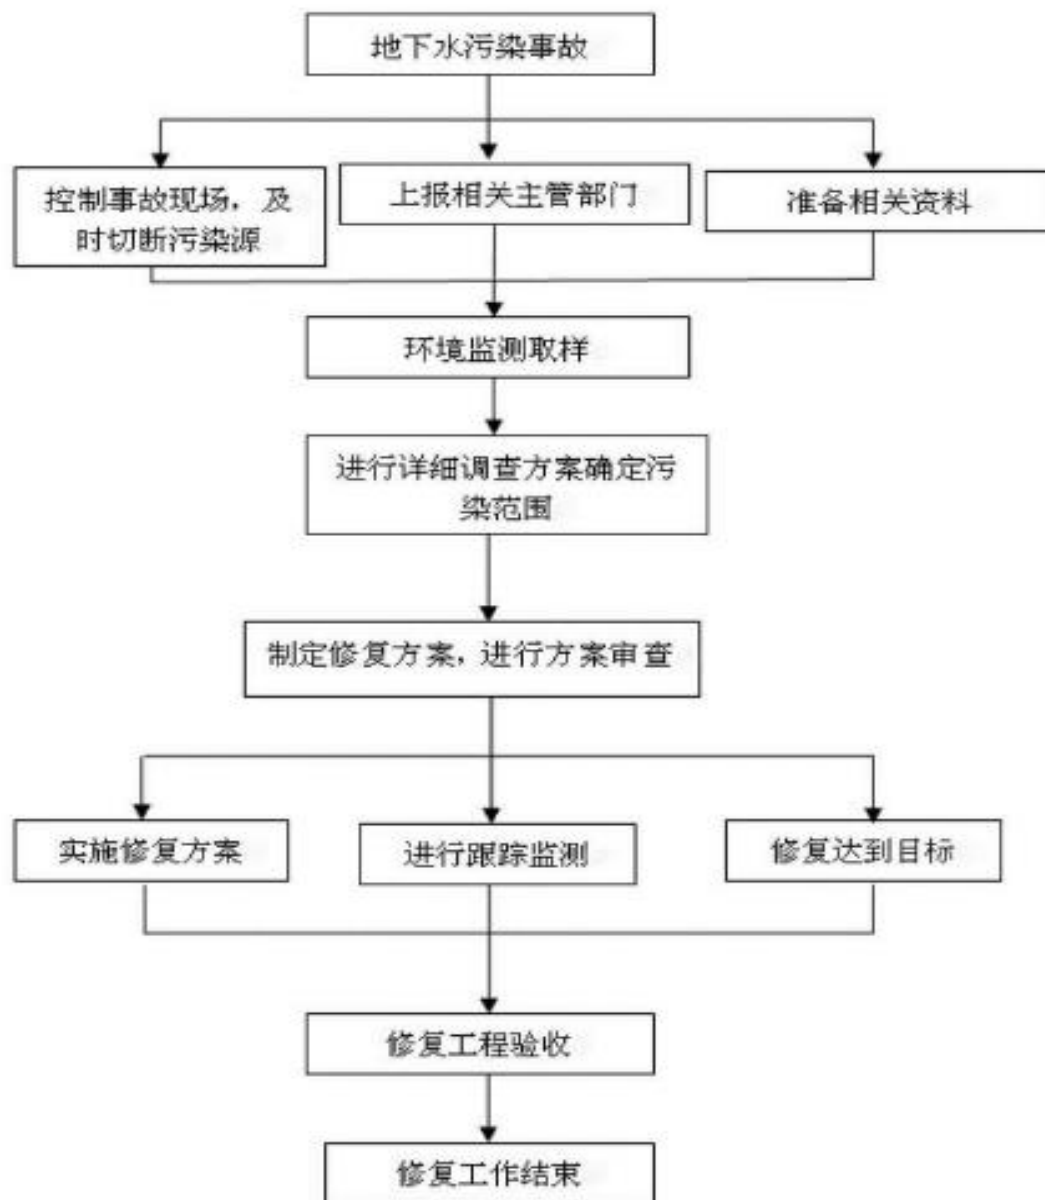 地下水污染事故
控制事故现场，及
时切断污染源
上报相关主管部门
准备相关资料
环境监测取样
进行详细调查方案确定污
染范围
制定修复方案，进行方案审查
实施修复方案
进行跟踪监测
修复达到目标
修复工程验收
修复工作结束